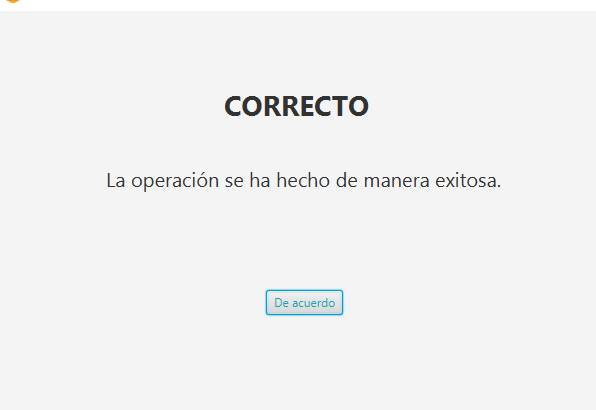 CORRECTO
La operación se ha hecho de manera exitosa.
De acuerdo